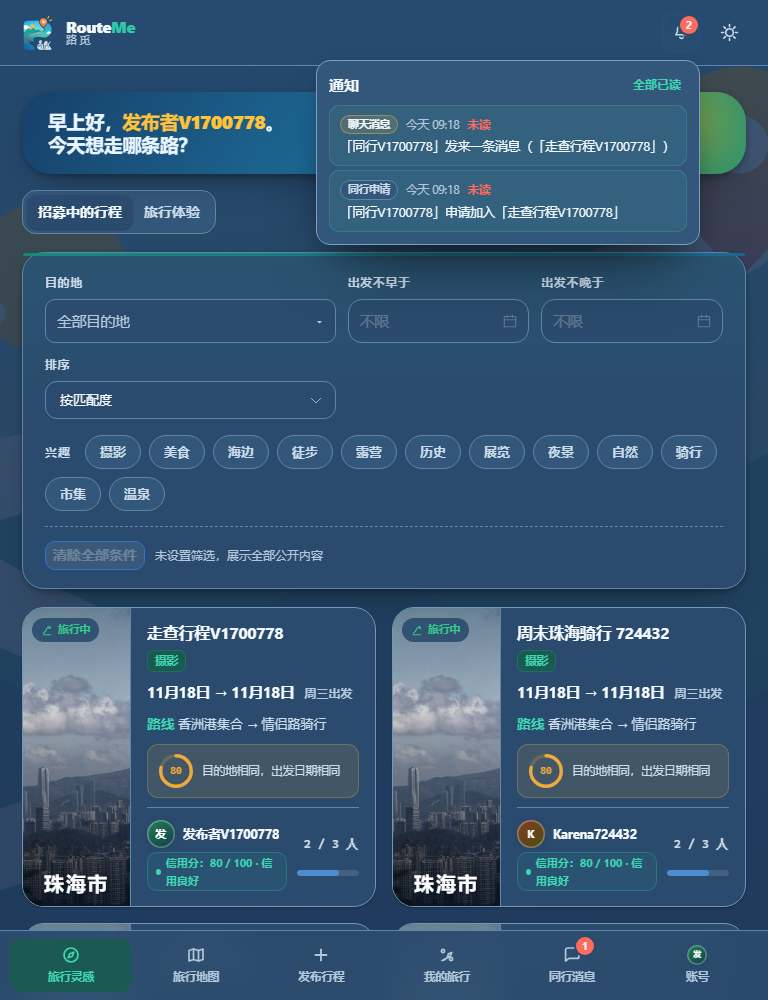 RouteMe
路觅
2
通知
全部已读
聊天消息 今天 09:18 未读
「同行V1700778」发来一条消息（「走查行程V1700778」）
同行申请 今天 09:18 未读
「同行V1700778」申请加入「走查行程V1700778」
早上好，发布者V1700778。
今天想走哪条路？
招募中的行程 旅行体验
目的地 出发不早于 出发不晚于
全部目的地 不限 不限
排序
按匹配度
兴趣 摄影 美食 海边 徒步 露营 历史 展览 夜景 自然 骑行
市集 温泉
清除全部条件 未设置筛选，展示全部公开内容
旅行中
走查行程V1700778
摄影
11月18日 → 11月18日 周三出发
路线 香洲港集合 → 情侣路骑行
80 目的地相同，出发日期相同
发 发布者V1700778
2 / 3 人
信用分：80 / 100 · 信
用良好
珠海市
旅行中
周末珠海骑行 724432
摄影
11月18日 → 11月18日 周三出发
路线 香洲港集合 → 情侣路骑行
80 目的地相同，出发日期相同
K Karena724432
2 / 3 人
信用分：80 / 100 · 信
用良好
珠海市
旅行灵感 旅行地图 发布行程 我的旅行 1 同行消息 发 账号